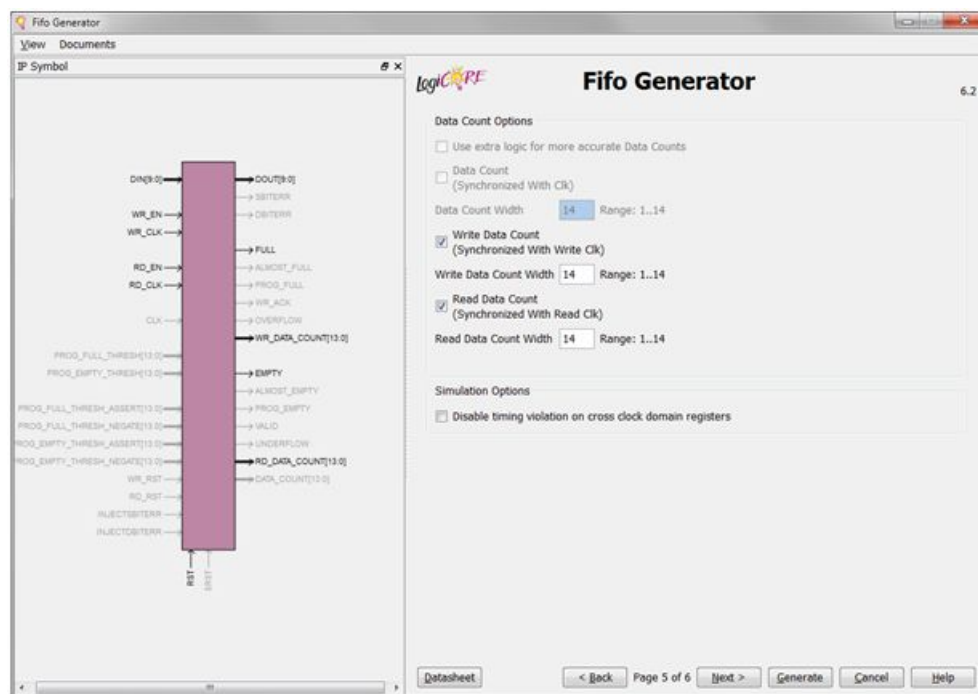 Fifo Generator
View Documents
IP Symbol
DIN[9:0]
WR_EN
WR_CLK
RD_EN
RD_CLK
CLK
PROG_FULL_THRESH[13:0]
PROG_EMPTY_THRESH[13:0]
PROG_FULL_THRESH_ASSERT[13:0]
PROG_FULL_THRESH_NEGATE[13:0]
PROG_EMPTY_THRESH_ASSERT[13:0]
PROG_EMPTY_THRESH_NEGATE[13:0]
WR_RST
RD_RST
INJECTSBITERR
INJECTDBITERR
RST
SRST
DOUT[9:0]
SBITERR
DBITERR
FULL
ALMOST_FULL
PROG_FULL
WR_ACK
OVERFLOW
WR_DATA_COUNT[13:0]
EMPTY
ALMOST_EMPTY
PROG_EMPTY
VALID
UNDERFLOW
RD_DATA_COUNT[13:0]
DATA_COUNT[13:0]
LogiCORE
Fifo Generator
6.2
Data Count Options
Use extra logic for more accurate Data Counts
Data Count
(Synchronized With Clk)
Data Count Width 14 Range: 1..14
Write Data Count
(Synchronized With Write Clk)
Write Data Count Width 14 Range: 1..14
Read Data Count
(Synchronized With Read Clk)
Read Data Count Width 14 Range: 1..14
Simulation Options
Disable timing violation on cross clock domain registers
Datasheet < Back Page 5 of 6 Next > Generate Cancel Help